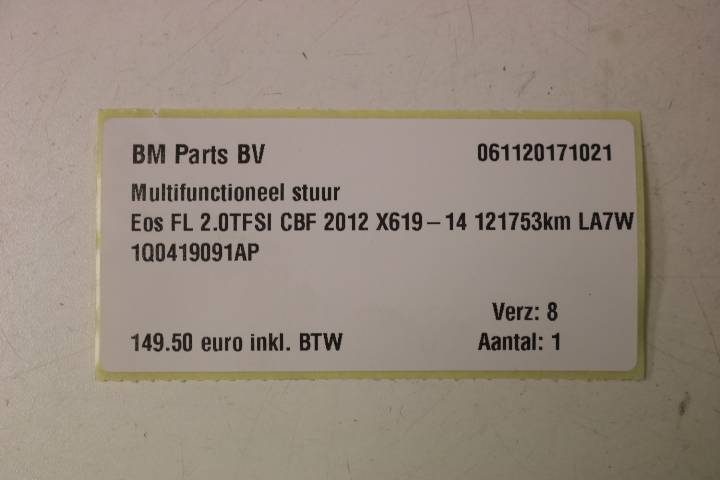 BM Parts BV 061120171021
Multifunctioneel stuur
Eos FL 2.0TFSI CBF 2012 X619-14 121753km LA7W
1Q0419091AP
Verz: 8
149.50 euro inkl. BTW Aantal: 1